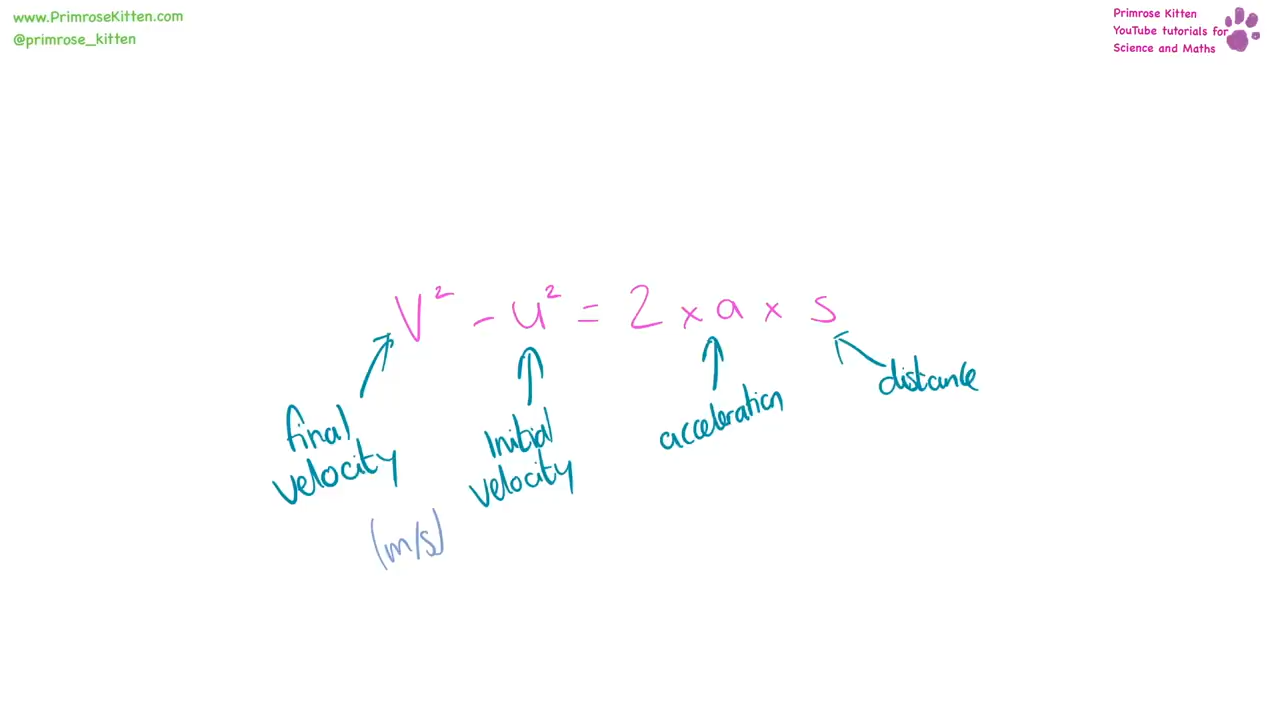 www.PrimroseKitten.com
@primrose_kitten
Primrose Kitten
YouTube tutorials for
Science and Maths
V² - u² = 2 × a × s
final
velocity
Initial
velocity
acceleration
distance
(m/s)